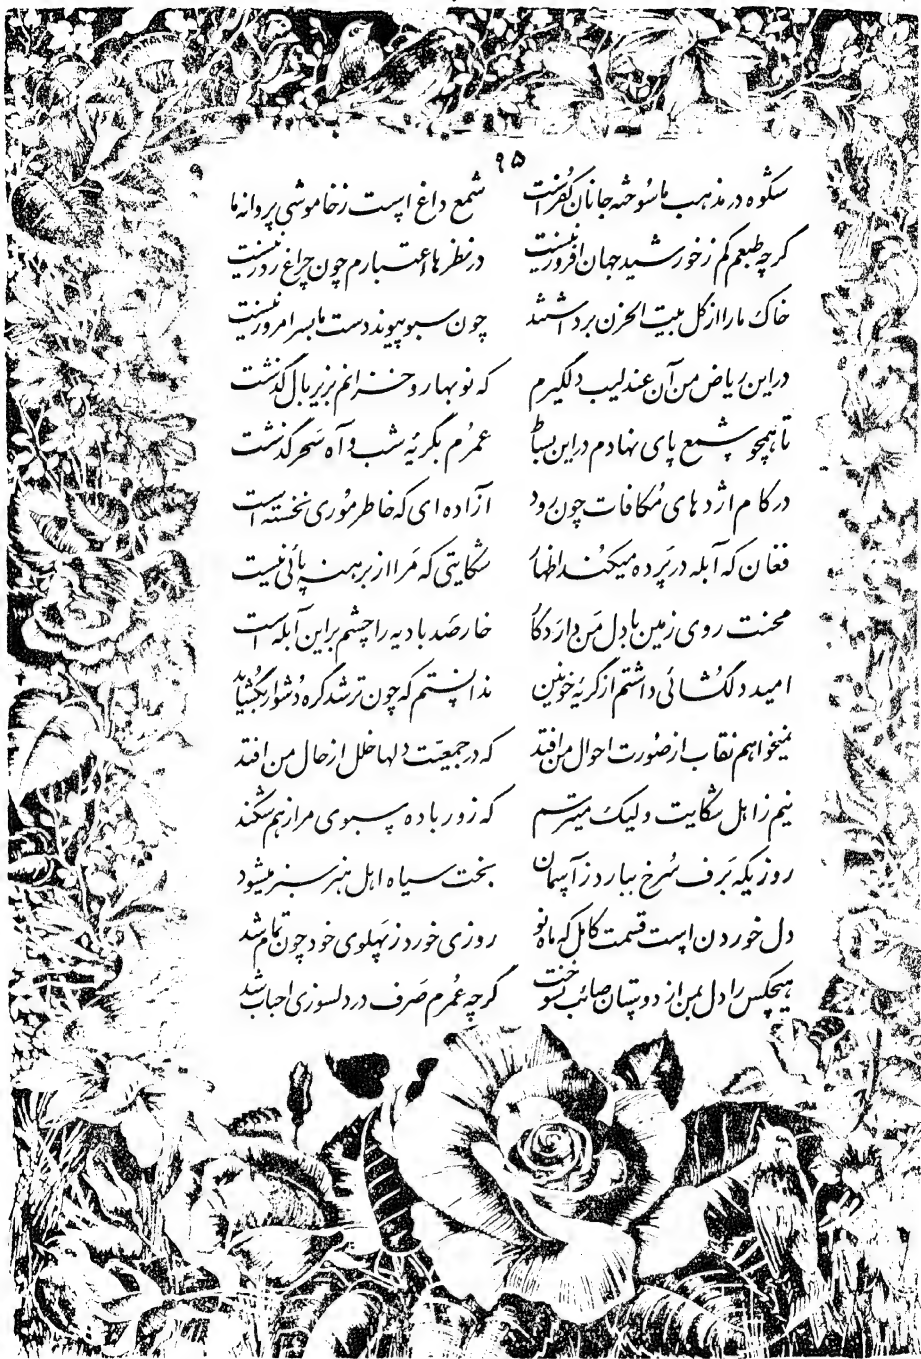 ۹۵
شکوه در مذهب ما سوخته جانان کفر است شمع داغ است ز خاموشی پروانه ما
گرچه طبعم کم ز خورشید جهان افروز نیست در نظرها اعتبارم چون چراغ روز نیست
خاک ما را از گل بیت الحزن برداشتند چون سبو پیوند دست ما بسر امروز نیست
در این ریاض من آن عندلیب دلگیرم که نوبهار و خزانم بزیر بال گذشت
تا همچو شمع پای نهادم در این بساط عمرم بگریه شب و آه سحر گذشت
در کام اژدهای مکافات چون رود آزاده ای که خاطر موری نخسته است
فغان که آبله در پرده میکند اظهار شکایتی که مرا از برهنه پائی نیست
محنت روی زمین با دل من دارد کار خار صد بادیه را چشم بر این آبله است
امید دلگشائی داشتم از گریه خونین ندانستم که چون تر شد گره دشوار بگشاید
نمیخواهم نقاب از صورت احوال من افتد که در جمعیت دلها خلل از حال من افتد
نیم ز اهل شکایت ولیک میترسم که زور باده سبوی مرا ز هم شکند
روزیکه برف سرخ ببارد ز آسمان بخت سیاه اهل هنر سبز میشود
دل خوردن است قسمت کامل که ماه نو روزی خورد ز پهلوی خود چون تمام شد
هیچکس را دل بمن از دوستان صائب نسوخت گرچه عمرم صرف در دلسوزی احباب شد